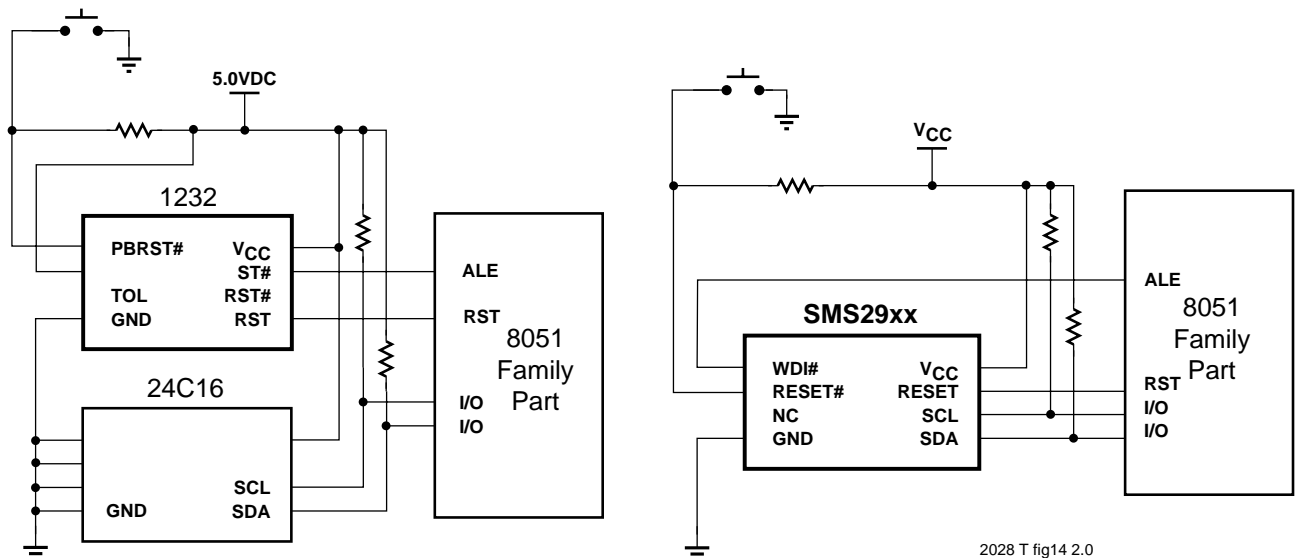 5.0VDC
1232
PBRST#
VCC
ST#
TOL
RST#
GND
RST
ALE
RST
8051
Family
Part
I/O
I/O
24C16
SCL
GND
SDA
VCC
SMS29xx
WDI#
VCC
RESET#
RESET
NC
SCL
GND
SDA
ALE
8051
Family
Part
RST
I/O
I/O
2028 T fig14 2.0